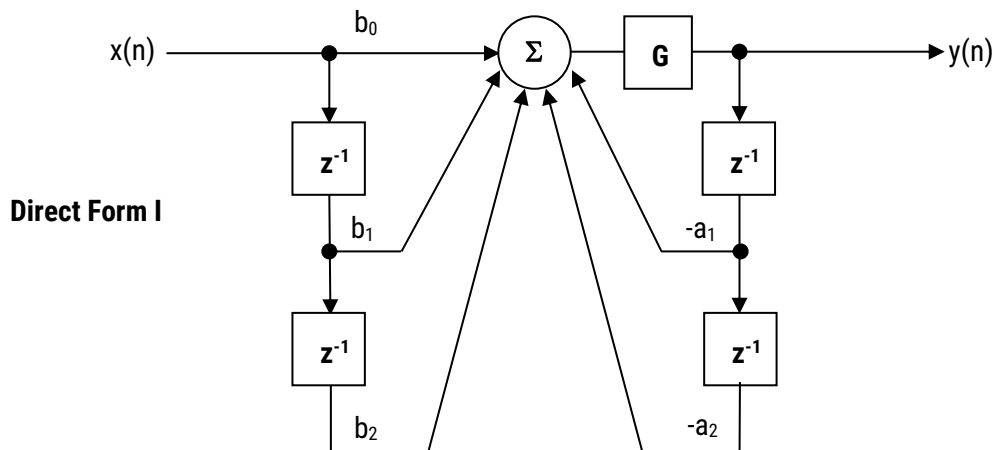 b₀
x(n) Σ G y(n)
z⁻¹ z⁻¹
Direct Form I
b₁ -a₁
z⁻¹ z⁻¹
b₂ -a₂